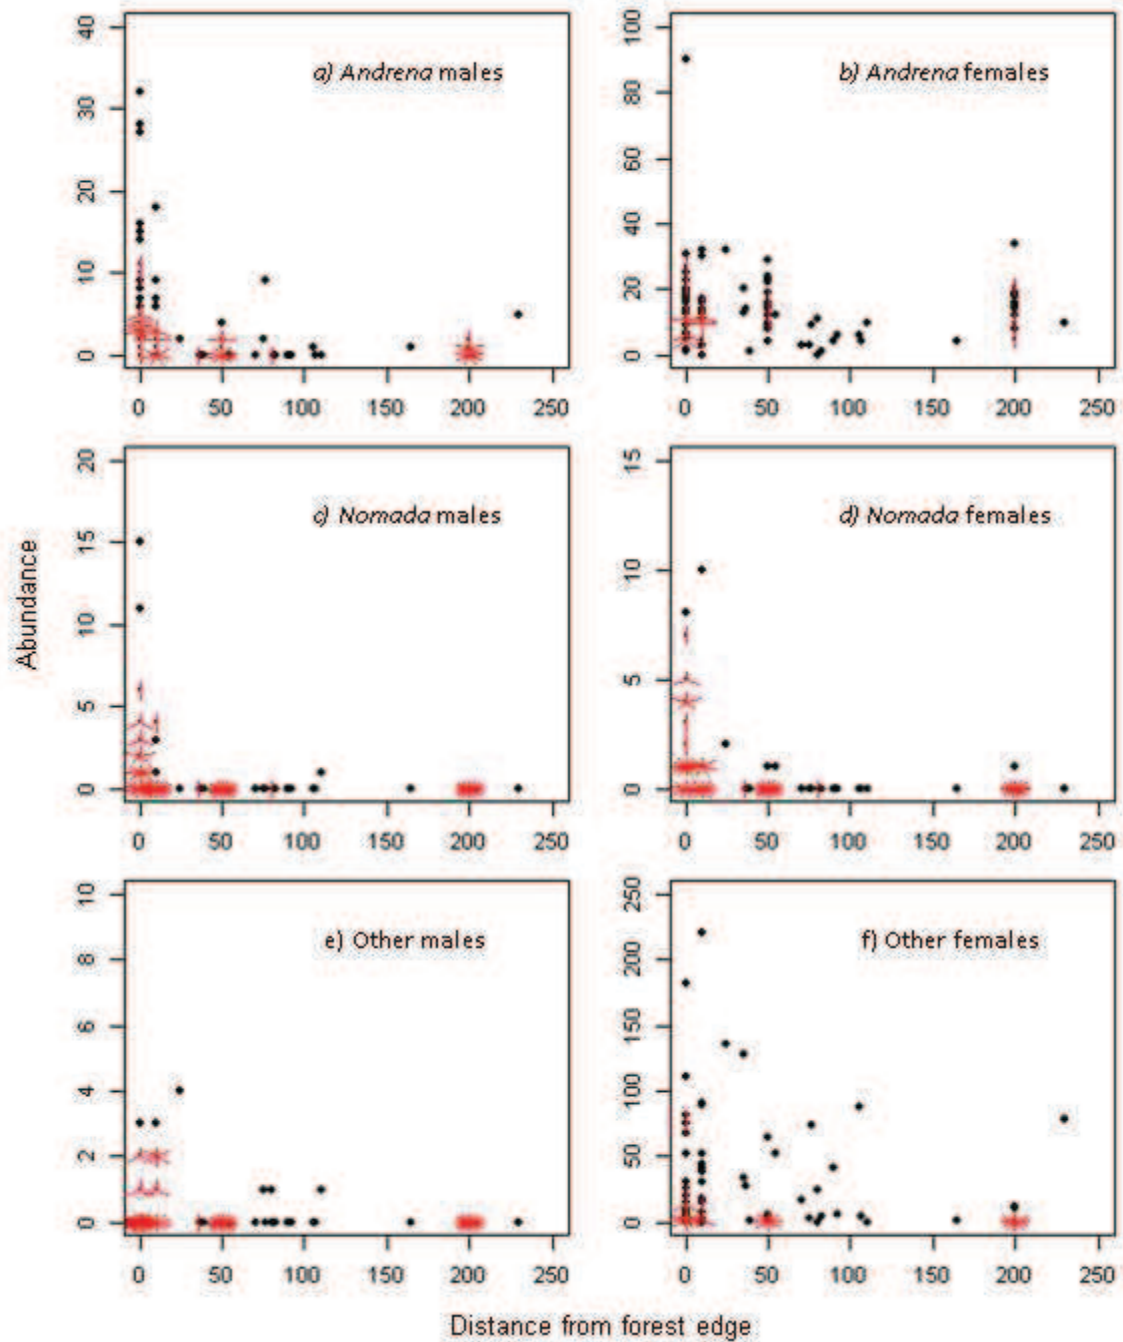 a) Andrena males
40
30
20
10
0
0 50 100 150 200 250
b) Andrena females
100
80
60
40
20
0
0 50 100 150 200 250
c) Nomada males
20
15
10
5
0
0 50 100 150 200 250
d) Nomada females
15
10
5
0
0 50 100 150 200 250
Abundance
e) Other males
10
8
6
4
2
0
0 50 100 150 200 250
f) Other females
250
200
150
100
50
0
0 50 100 150 200 250
Distance from forest edge